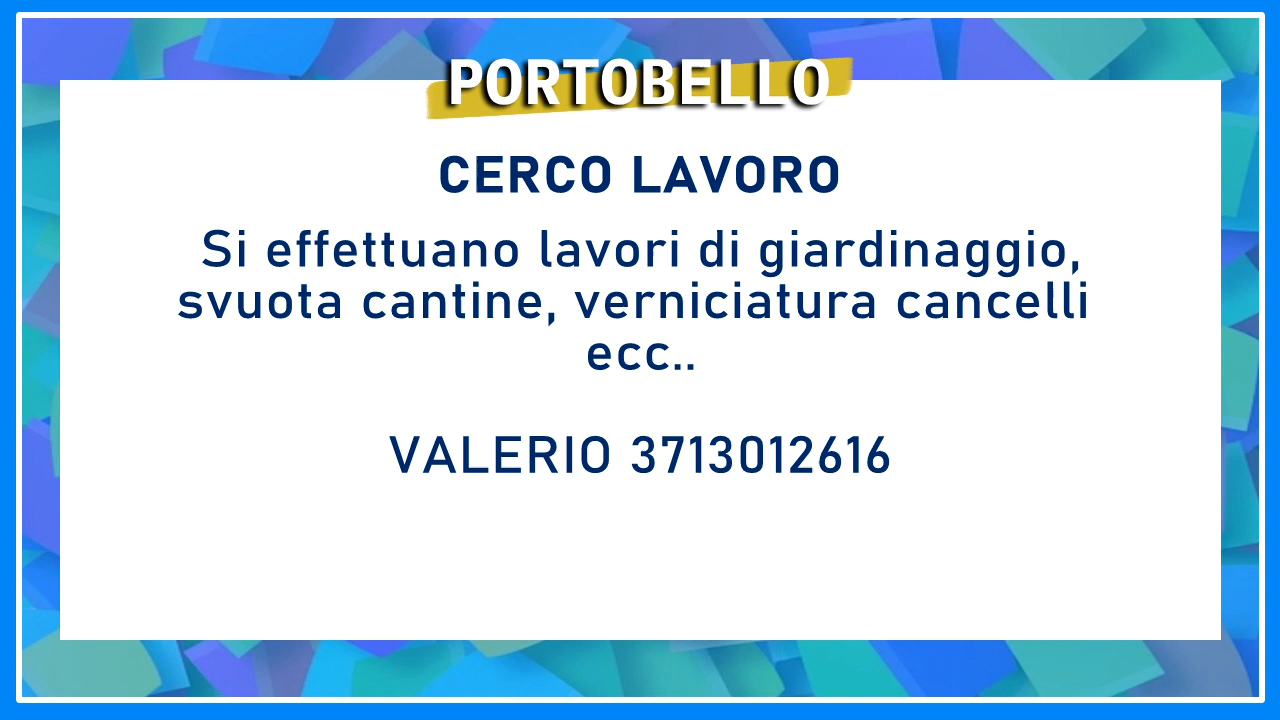 PORTOBELLO
CERCO LAVORO
Si effettuano lavori di giardinaggio,
svuota cantine, verniciatura cancelli
ecc..
VALERIO 3713012616